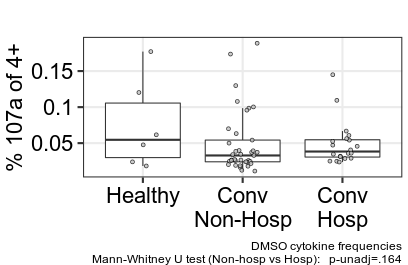 % 107a of 4+
0.15
0.1
0.05
Healthy
Conv
Non-Hosp
Conv
Hosp
DMSO cytokine frequencies
Mann-Whitney U test (Non-hosp vs Hosp):  p-unadj=.164